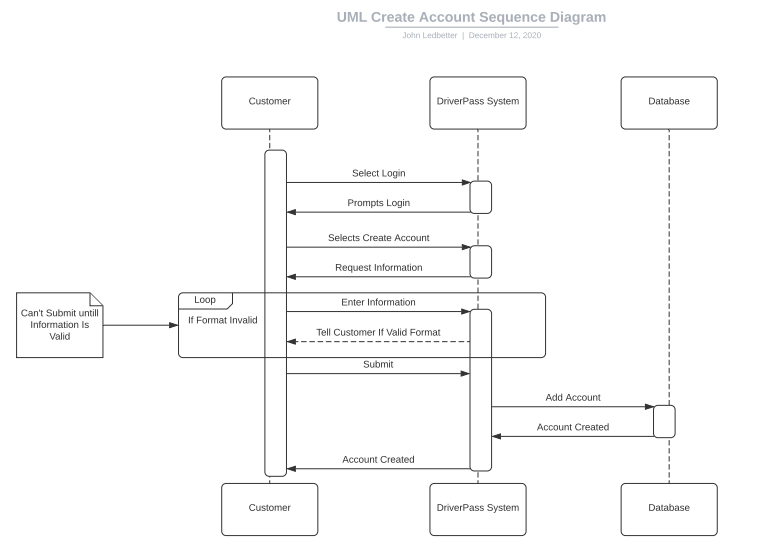 UML Create Account Sequence Diagram
John Ledbetter | December 12, 2020
Customer
DriverPass System
Database
Select Login
Prompts Login
Selects Create Account
Request Information
Loop
If Format Invalid
Can't Submit untill
Information Is
Valid
Enter Information
Tell Customer If Valid Format
Submit
Add Account
Account Created
Account Created
Customer
DriverPass System
Database